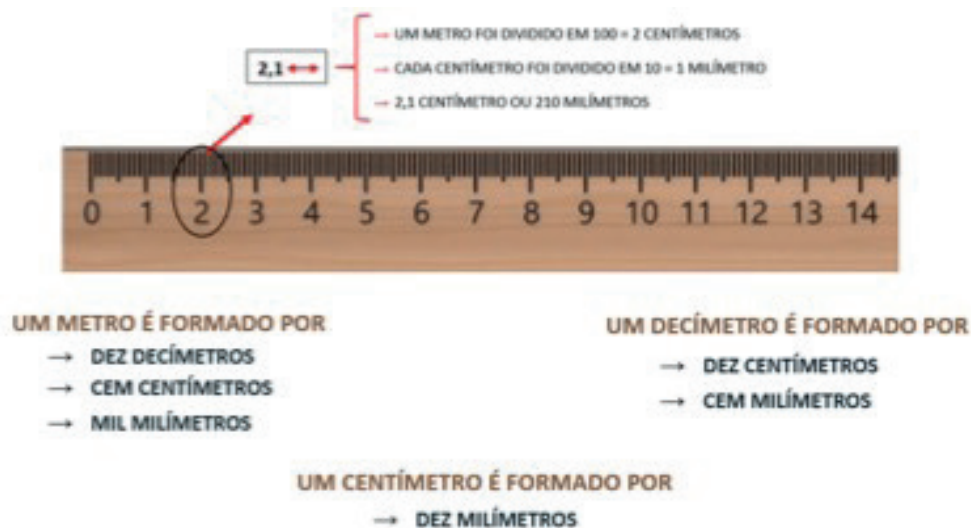 → UM METRO FOI DIVIDIDO EM 100 = 2 CENTÍMETROS
2,1 ↔
→ CADA CENTÍMETRO FOI DIVIDIDO EM 10 = 1 MILÍMETRO
→ 2,1 CENTÍMETRO OU 210 MILÍMETROS
0 1 2 3 4 5 6 7 8 9 10 11 12 13 14
UM METRO É FORMADO POR
→ DEZ DECÍMETROS
→ CEM CENTÍMETROS
→ MIL MILÍMETROS
UM DECÍMETRO É FORMADO POR
→ DEZ CENTÍMETROS
→ CEM MILÍMETROS
UM CENTÍMETRO É FORMADO POR
→ DEZ MILÍMETROS